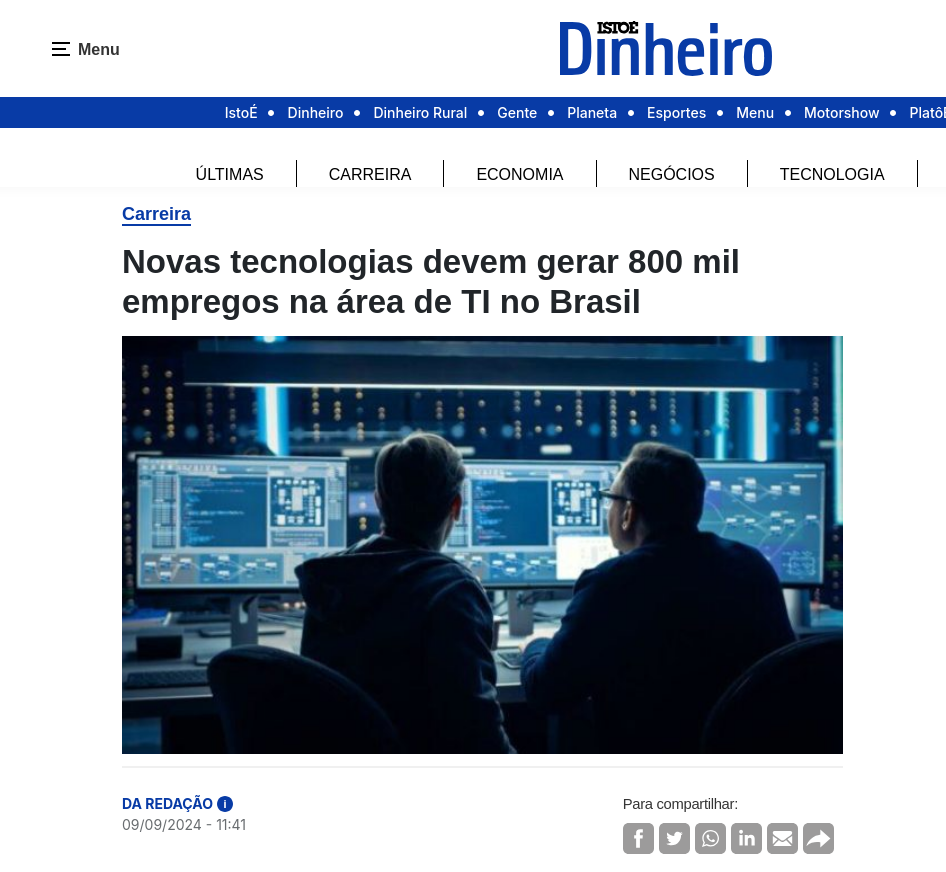 Menu
ISTOÉ
Dinheiro
IstoÉ • Dinheiro • Dinheiro Rural • Gente • Planeta • Esportes • Menu • Motorshow •
ÚLTIMAS CARREIRA ECONOMIA NEGÓCIOS TECNOLOGIA
Carreira
Novas tecnologias devem gerar 800 mil
empregos na área de TI no Brasil
DA REDAÇÃO i
09/09/2024 - 11:41
Para compartilhar: